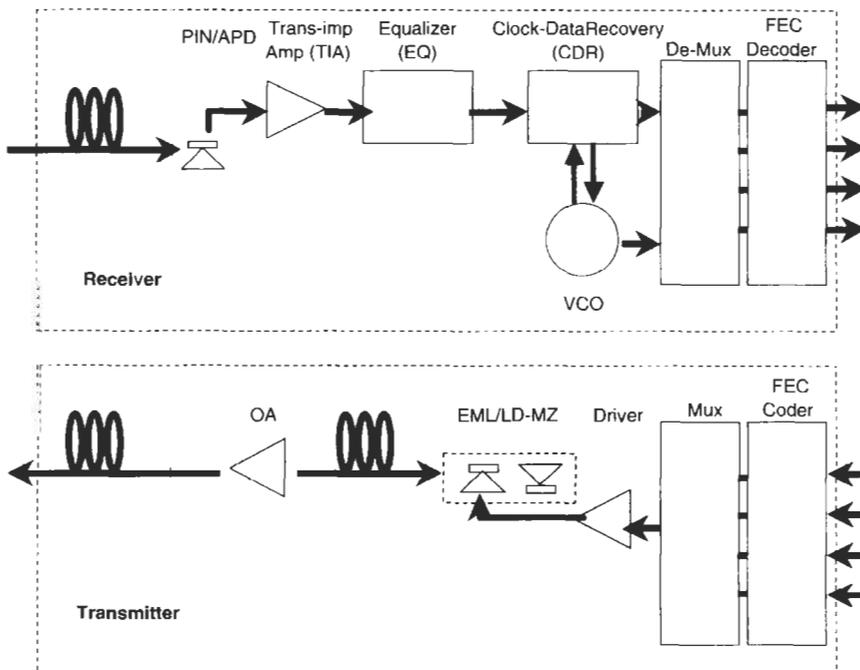 PIN/APD
Trans-imp
Amp (TIA)
Equalizer
(EQ)
Clock-DataRecovery
(CDR)
De-Mux
FEC
Decoder
Receiver
VCO
OA
EML/LD-MZ
Driver
Mux
FEC
Coder
Transmitter